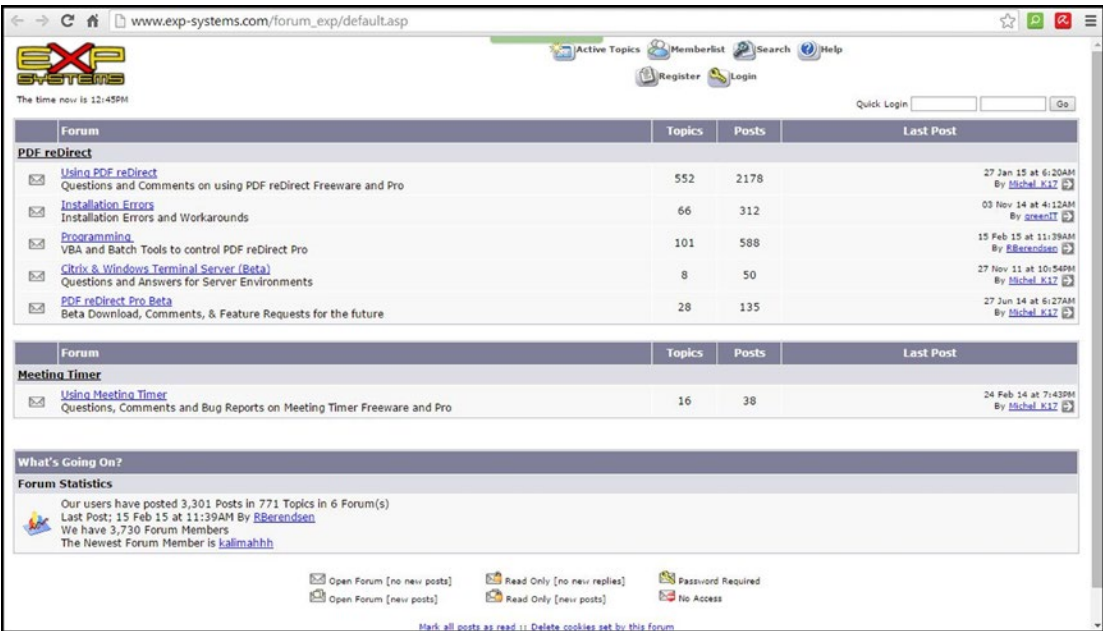 www.exp-systems.com/forum_exp/default.asp
EXP
SYSTEMS
Active Topics Memberlist Search Help
Register Login
The time now is 12:45PM
Quick Login Go
Forum Topics Posts Last Post
PDF reDirect
Using PDF reDirect
Questions and Comments on using PDF reDirect Freeware and Pro
552 2178
27 Jan 15 at 6:20AM
By Michel_K17
Installation Errors
Installation Errors and Workarounds
66 312
03 Nov 14 at 4:12AM
By greenIT
Programming
VBA and Batch Tools to control PDF reDirect Pro
101 588
15 Feb 15 at 11:39AM
By RBerendsen
Citrix & Windows Terminal Server (Beta)
Questions and Answers for Server Environments
8 50
27 Nov 11 at 10:54PM
By Michel_K17
PDF reDirect Pro Beta
Beta Download, Comments, & Feature Requests for the future
28 135
27 Jun 14 at 6:27AM
By Michel_K17
Forum Topics Posts Last Post
Meeting Timer
Using Meeting Timer
Questions, Comments and Bug Reports on Meeting Timer Freeware and Pro
16 38
24 Feb 14 at 7:43PM
By Michel_K17
What's Going On?
Forum Statistics
Our users have posted 3,301 Posts in 771 Topics in 6 Forum(s)
Last Post; 15 Feb 15 at 11:39AM By RBerendsen
We have 3,730 Forum Members
The Newest Forum Member is kalimahhh
Open Forum [no new posts] Read Only [no new replies] Password Required
Open Forum [new posts] Read Only [new posts] No Access
Mark all posts as read :: Delete cookies set by this forum